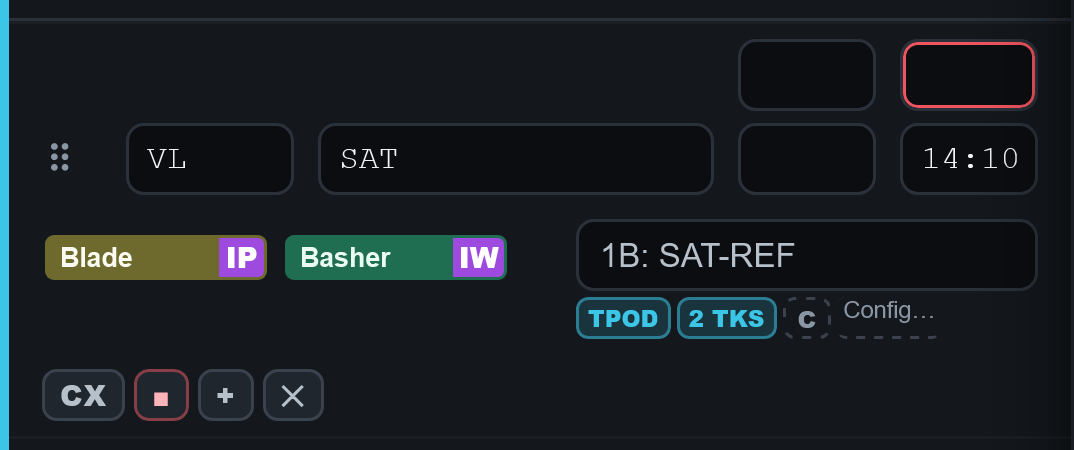 VL SAT 14:10
Blade IP Basher IW 1B: SAT-REF
TPOD 2 TKS C Config...
CX + ×